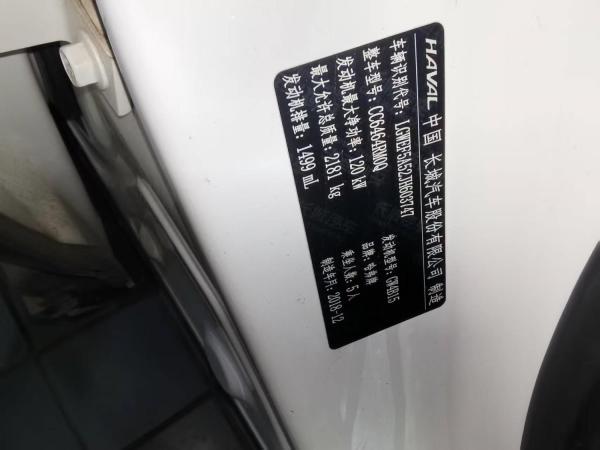 HAVAL 中国 长城汽车股份有限公司 制造
车辆识别代号: LGWEF5A52JH603747
整车型号: CC6464RM0Q 发动机型号: GW4B15
发动机最大净功率: 120 kW 品牌: 哈弗牌
最大允许总质量: 2181 kg 乘坐人数: 5人
发动机排量: 1499 mL 制造年月: 2018-12